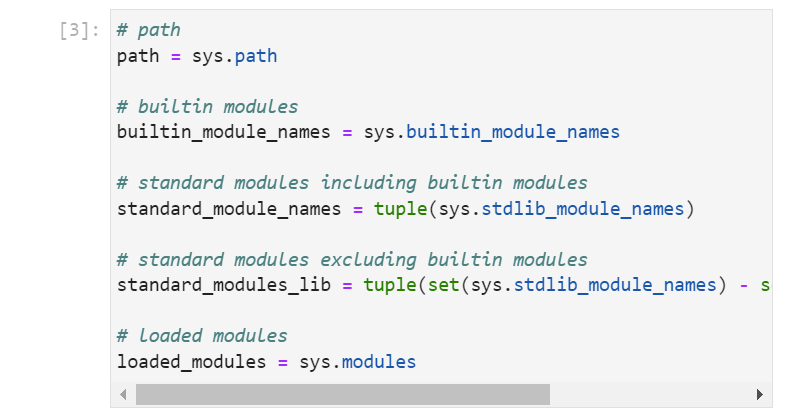 [3]: # path
path = sys.path
# builtin modules
builtin_module_names = sys.builtin_module_names
# standard modules including builtin modules
standard_module_names = tuple(sys.stdlib_module_names)
# standard modules excluding builtin modules
standard_modules_lib = tuple(set(sys.stdlib_module_names) - s
# loaded modules
loaded_modules = sys.modules